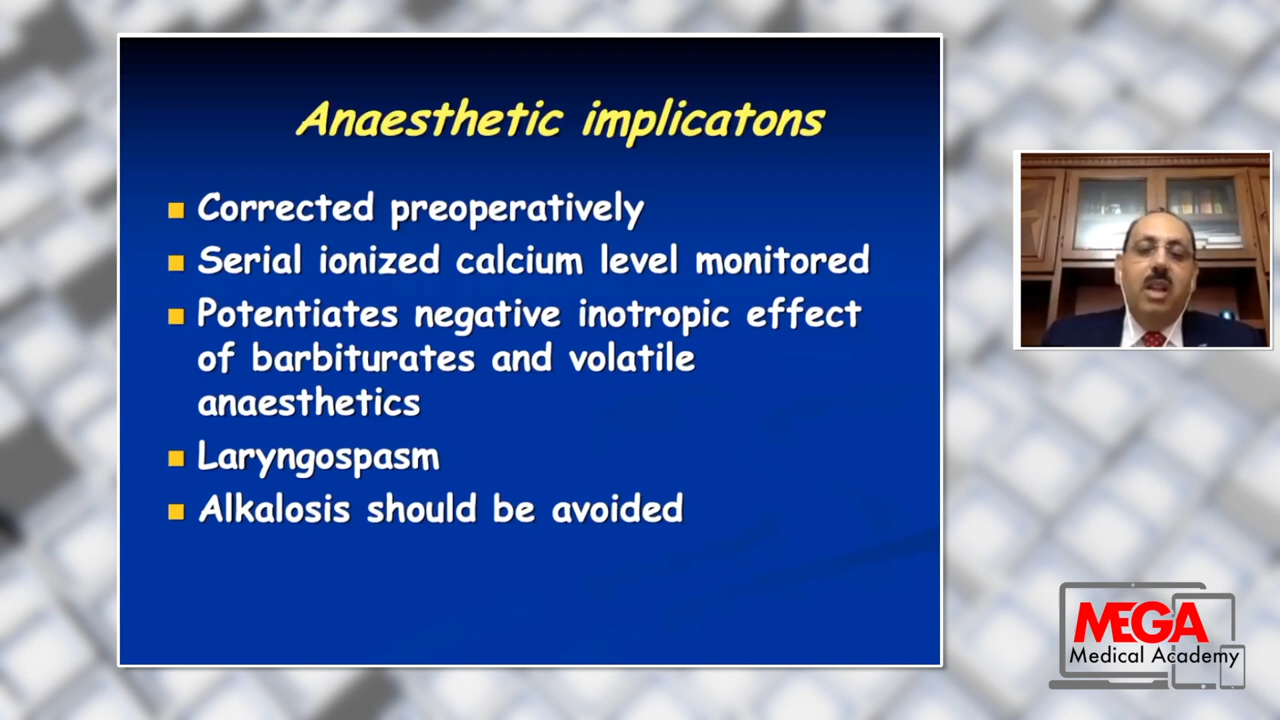 Anaesthetic implicatons
Corrected preoperatively
Serial ionized calcium level monitored
Potentiates negative inotropic effect
of barbiturates and volatile
anaesthetics
Laryngospasm
Alkalosis should be avoided
MEGA
Medical Academy